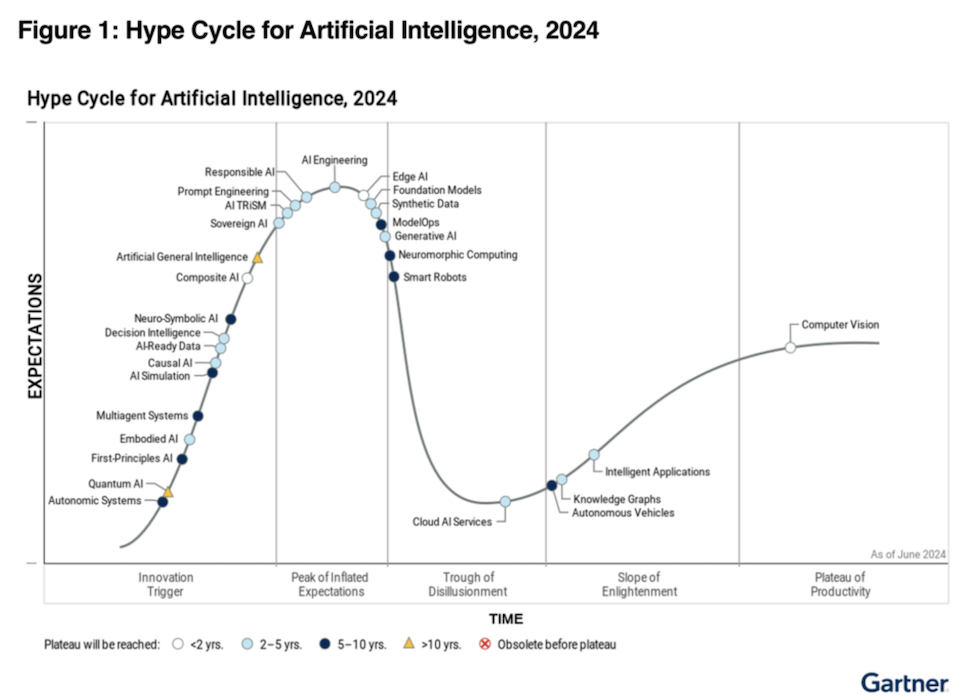 Figure 1: Hype Cycle for Artificial Intelligence, 2024
Hype Cycle for Artificial Intelligence, 2024
EXPECTATIONS
AI Engineering
Responsible AI
Prompt Engineering
AI TRiSM
Sovereign AI
Artificial General Intelligence
Composite AI
Neuro-Symbolic AI
Decision Intelligence
AI-Ready Data
Causal AI
AI Simulation
Multiagent Systems
Embodied AI
First-Principles AI
Quantum AI
Autonomic Systems
Edge AI
Foundation Models
Synthetic Data
ModelOps
Generative AI
Neuromorphic Computing
Smart Robots
Cloud AI Services
Computer Vision
Intelligent Applications
Knowledge Graphs
Autonomous Vehicles
As of June 2024
Innovation
Trigger
Peak of Inflated
Expectations
Trough of
Disillusionment
Slope of
Enlightenment
Plateau of
Productivity
TIME
Plateau will be reached: <2 yrs. 2–5 yrs. 5–10 yrs. >10 yrs. Obsolete before plateau
Gartner